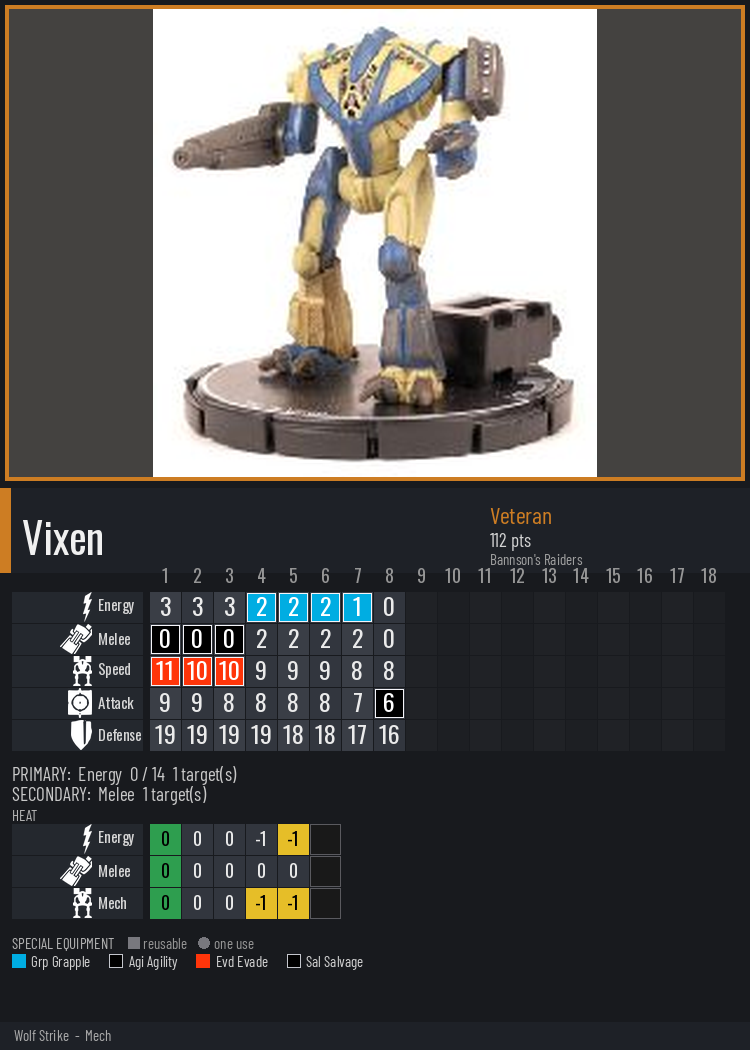 Vixen
Veteran
112 pts
Bannson's Raiders
1 2 3 4 5 6 7 8 9 10 11 12 13 14 15 16 17 18
Energy 3 3 3 2 2 2 1 0
Melee 0 0 0 2 2 2 2 0
Speed 11 10 10 9 9 9 8 8
Attack 9 9 8 8 8 8 7 6
Defense 19 19 19 19 18 18 17 16
PRIMARY: Energy 0 / 14 1 target(s)
SECONDARY: Melee 1 target(s)
HEAT
Energy 0 0 0 -1 -1
Melee 0 0 0 0 0
Mech 0 0 0 -1 -1
SPECIAL EQUIPMENT reusable one use
Grp Grapple Agi Agility Evd Evade Sal Salvage
Wolf Strike - Mech